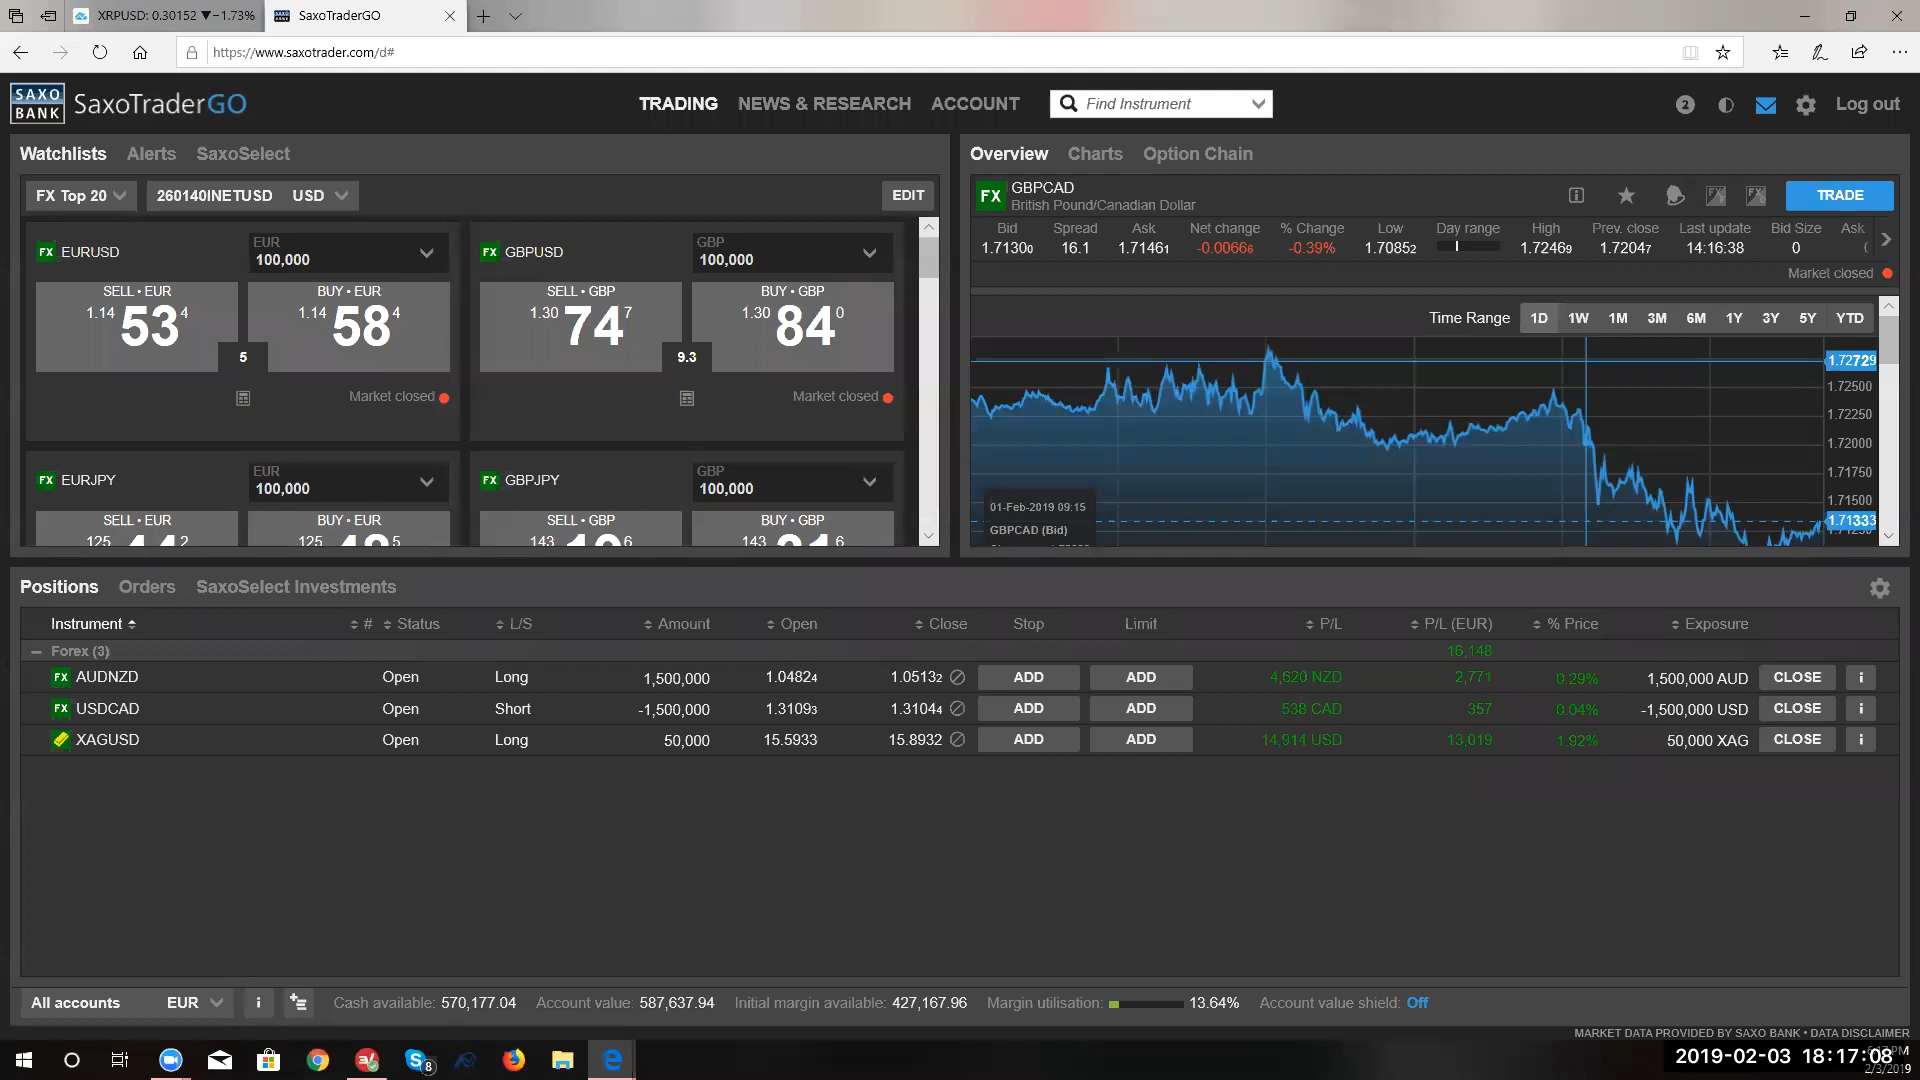 XRPUSD: 0.30152 ▼−1.73%
SaxoTraderGO
https://www.saxotrader.com/d#
SAXO BANK SaxoTraderGO
TRADING NEWS & RESEARCH ACCOUNT Find Instrument
2 Log out
Watchlists Alerts SaxoSelect
FX Top 20 260140INETUSD USD EDIT
FX EURUSD EUR 100,000
SELL • EUR 1.14 53 4
BUY • EUR 1.14 58 4
5
Market closed
FX GBPUSD GBP 100,000
SELL • GBP 1.30 74 7
BUY • GBP 1.30 84 0
9.3
Market closed
FX EURJPY EUR 100,000
SELL • EUR 125 2
BUY • EUR 125 5
FX GBPJPY GBP 100,000
SELL • GBP 143 6
BUY • GBP 143 6
Overview Charts Option Chain
FX GBPCAD
British Pound/Canadian Dollar
TRADE
Bid Spread Ask Net change % Change Low Day range High Prev. close Last update Bid Size Ask
1.71300 16.1 1.71461 -0.00666 -0.39% 1.70852 1.72469 1.72047 14:16:38 0
Market closed
Time Range 1D 1W 1M 3M 6M 1Y 3Y 5Y YTD
1.72729
1.72500
1.72250
1.72000
1.71750
1.71500
1.71333
01-Feb-2019 09:15
GBPCAD (Bid)
Positions Orders SaxoSelect Investments
Instrument # Status L/S Amount Open Close Stop Limit P/L P/L (EUR) % Price Exposure
Forex (3) 16,148
FX AUDNZD Open Long 1,500,000 1.04824 1.05132 ADD ADD 4,620 NZD 2,771 0.29% 1,500,000 AUD CLOSE i
FX USDCAD Open Short -1,500,000 1.31093 1.31044 ADD ADD 538 CAD 357 0.04% -1,500,000 USD CLOSE i
XAGUSD Open Long 50,000 15.5933 15.8932 ADD ADD 14,914 USD 13,019 1.92% 50,000 XAG CLOSE i
All accounts EUR i Cash available: 570,177.04 Account value: 587,637.94 Initial margin available: 427,167.96 Margin utilisation: 13.64% Account value shield: Off
MARKET DATA PROVIDED BY SAXO BANK • DATA DISCLAIMER
8
2019-02-03 18:17:08
2/3/2019